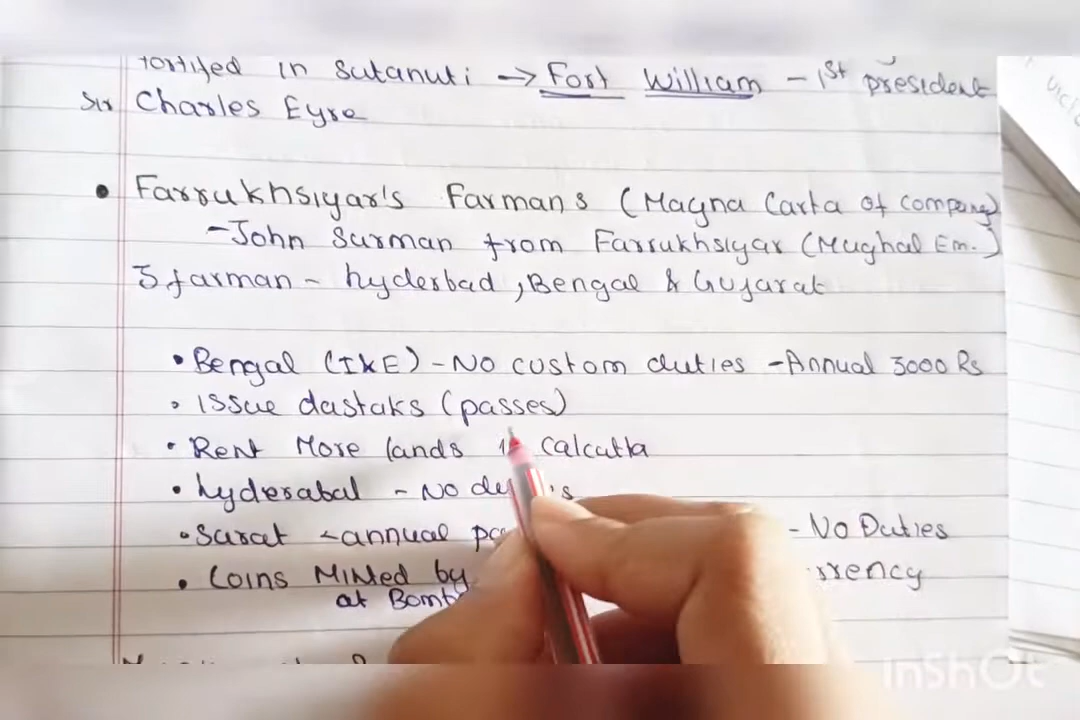 fortified in Sutanuti → Fort William - 1st president
Sir Charles Eyre
• Farrukhsiyar's Farmans (Magna Carta of company)
- John Surman from Farrukhsiyar (Mughal Em.)
3 farman - hyderbad, Bengal & Gujarat
• Bengal (IXE) - No custom duties - Annual 3000 Rs
• Issue dastaks (passes)
• Rent More lands Calcutta
• hyderabad - No
• Surat - annual - No Duties
• Coins Minted by
at
InShOt